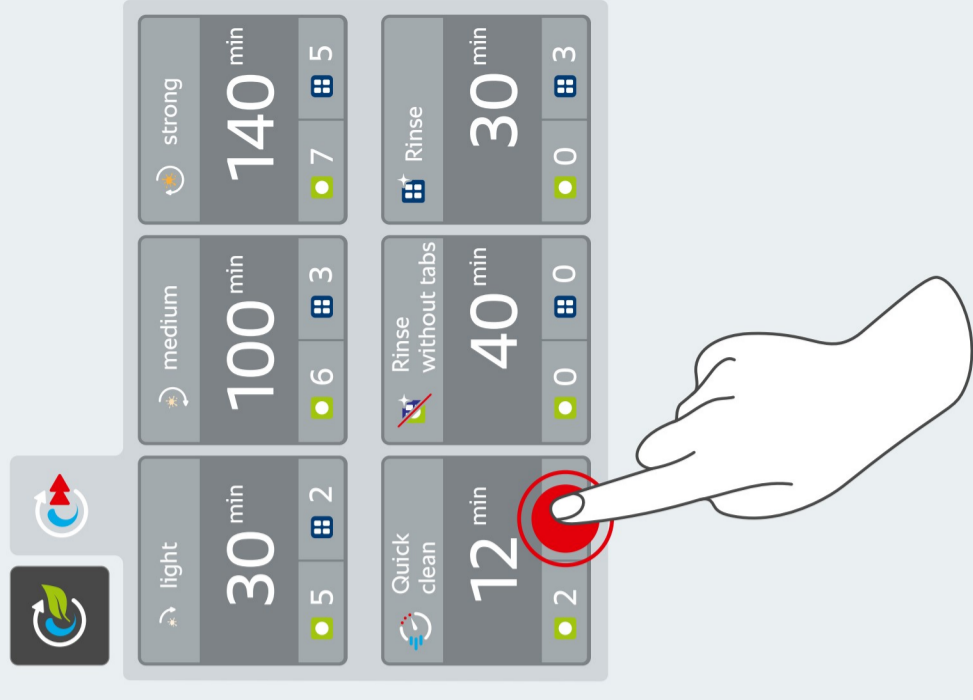 light
30 min
5 2
medium
100 min
6 3
strong
140 min
7 5
Quick
clean
12 min
2
Rinse
without tabs
40 min
0 0
Rinse
30 min
0 3